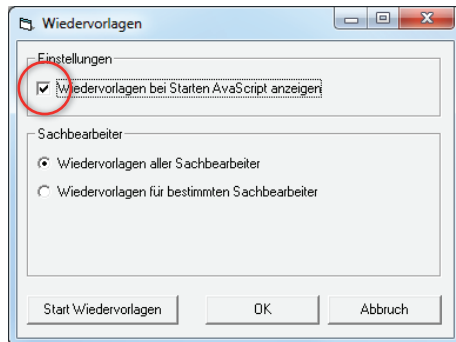 Wiedervorlagen
Einstellungen
Wiedervorlagen bei Starten AvaScript anzeigen
Sachbearbeiter
Wiedervorlagen aller Sachbearbeiter
Wiedervorlagen für bestimmten Sachbearbeiter
Start Wiedervorlagen OK Abbruch